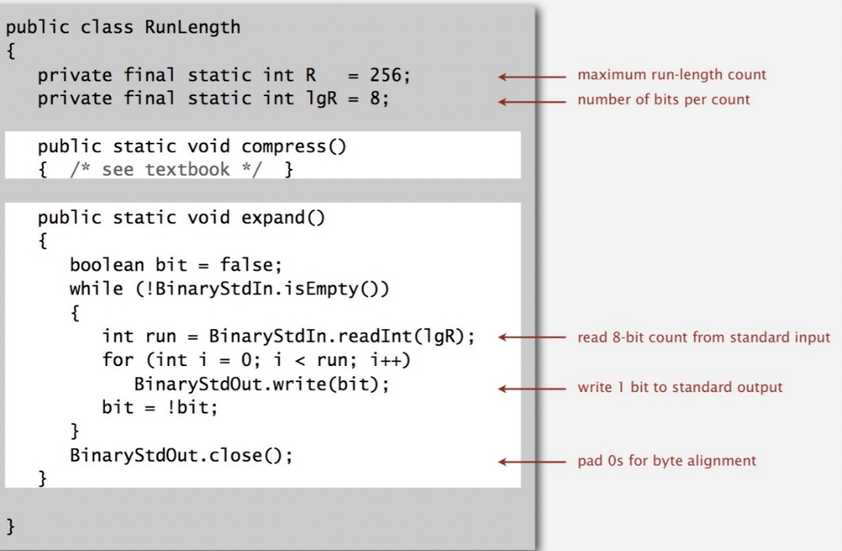 public class RunLength
{
private final static int R = 256; maximum run-length count
private final static int lgR = 8; number of bits per count
public static void compress()
{ /* see textbook */ }
public static void expand()
{
boolean bit = false;
while (!BinaryStdIn.isEmpty())
{
int run = BinaryStdIn.readInt(lgR); read 8-bit count from standard input
for (int i = 0; i < run; i++)
BinaryStdOut.write(bit); write 1 bit to standard output
bit = !bit;
}
BinaryStdOut.close(); pad 0s for byte alignment
}
}